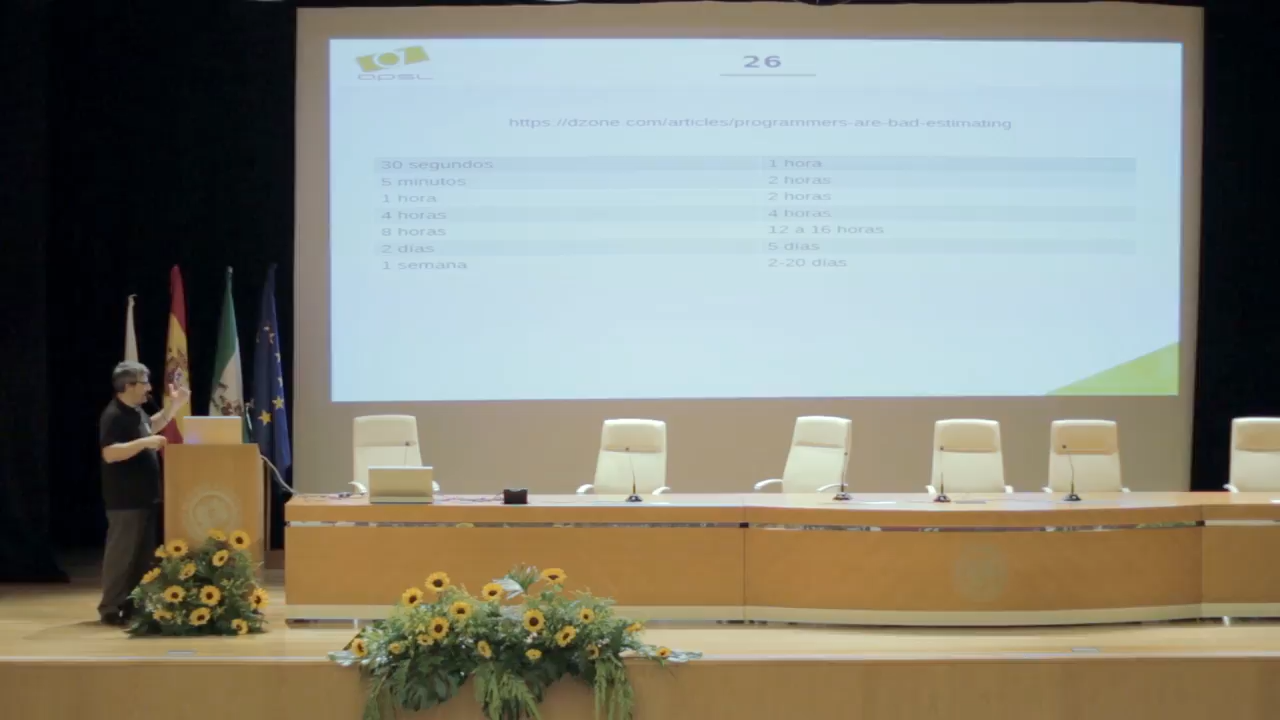 apsl
26
https://dzone.com/articles/programmers-are-bad-estimating
30 segundos 1 hora
5 minutos 2 horas
1 hora 2 horas
4 horas 4 horas
8 horas 12 a 16 horas
2 días 5 días
1 semana 2-20 días